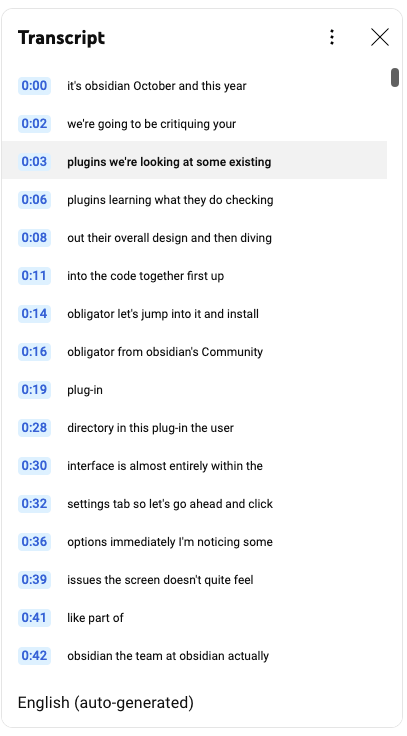 Transcript
0:00 it's obsidian October and this year
0:02 we're going to be critiquing your
0:03 plugins we're looking at some existing
0:06 plugins learning what they do checking
0:08 out their overall design and then diving
0:11 into the code together first up
0:14 obligator let's jump into it and install
0:16 obligator from obsidian's Community
0:19 plug-in
0:28 directory in this plug-in the user
0:30 interface is almost entirely within the
0:32 settings tab so let's go ahead and click
0:36 options immediately I'm noticing some
0:39 issues the screen doesn't quite feel
0:41 like part of
0:42 obsidian the team at obsidian actually
English (auto-generated)